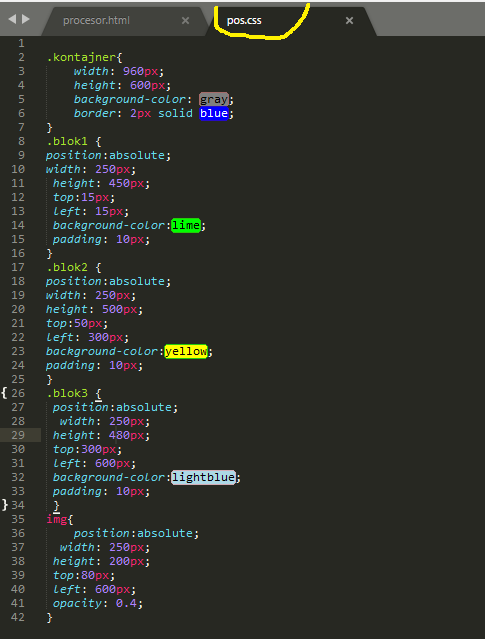 procesor.html ×
pos.css ×
1
2 .kontajner{
3 width: 960px;
4 height: 600px;
5 background-color: gray;
6 border: 2px solid blue;
7 }
8 .blok1 {
9 position:absolute;
10 width: 250px;
11 height: 450px;
12 top:15px;
13 left: 15px;
14 background-color:lime;
15 padding: 10px;
16 }
17 .blok2 {
18 position:absolute;
19 width: 250px;
20 height: 500px;
21 top:50px;
22 left: 300px;
23 background-color:yellow;
24 padding: 10px;
25 }
{ 26 .blok3 {
27 position:absolute;
28 width: 250px;
29 height: 480px;
30 top:300px;
31 left: 600px;
32 background-color:lightblue;
33 padding: 10px;
} 34 }
35 img{
36 position:absolute;
37 width: 250px;
38 height: 200px;
39 top:80px;
40 left: 600px;
41 opacity: 0.4;
42 }